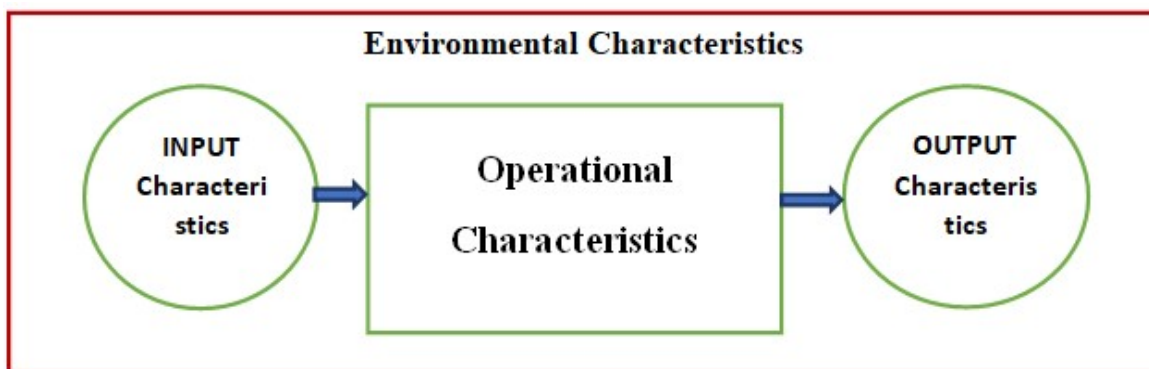 Environmental Characteristics
INPUT
Characteri
stics
Operational
Characteristics
OUTPUT
Characteris
tics